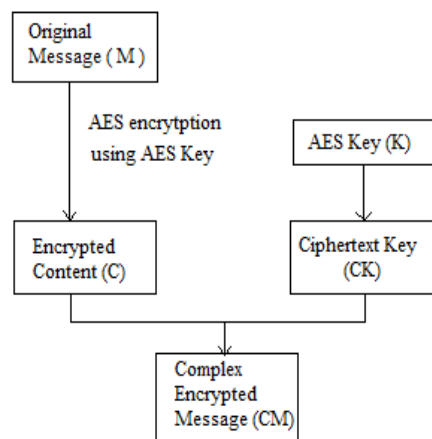 Original
Message ( M )
AES encrytption
using AES Key
AES Key (K)
Encrypted
Content (C)
Ciphertext Key
(CK)
Complex
Encrypted
Message (CM)